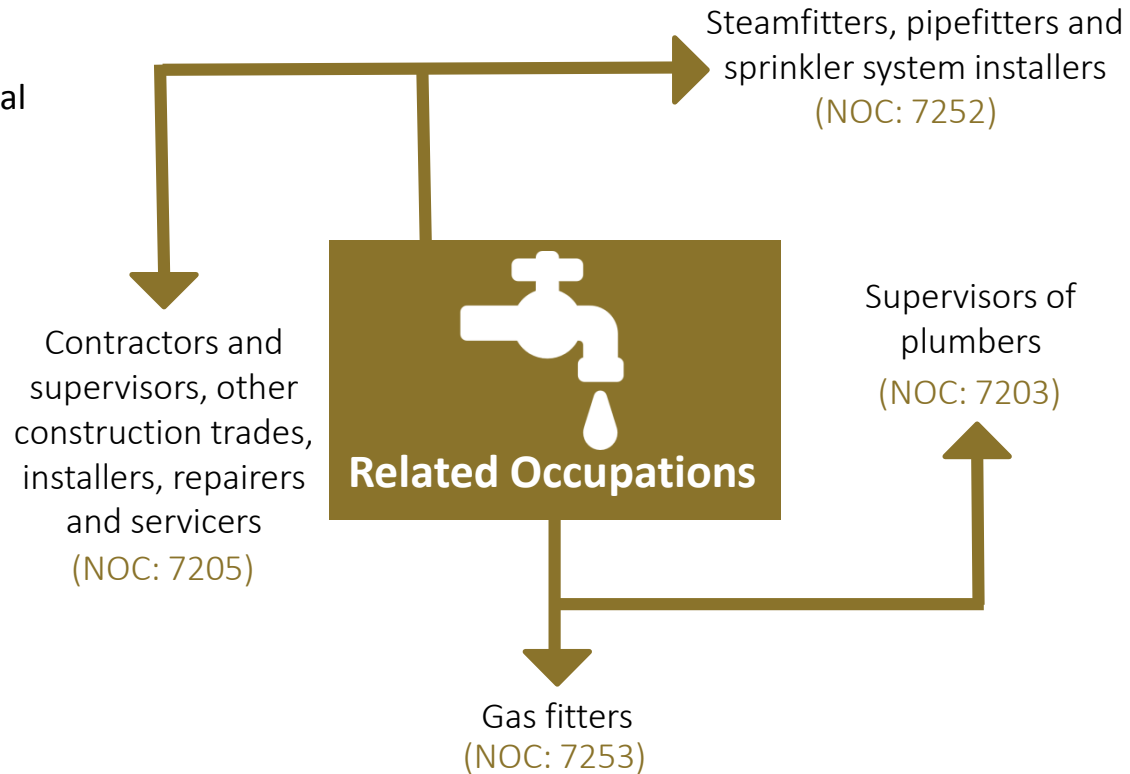 Steamfitters, pipefitters and
sprinkler system installers
(NOC: 7252)
al
Contractors and
supervisors, other
construction trades,
installers, repairers
and servicers
(NOC: 7205)
Related Occupations
Supervisors of
plumbers
(NOC: 7203)
Gas fitters
(NOC: 7253)